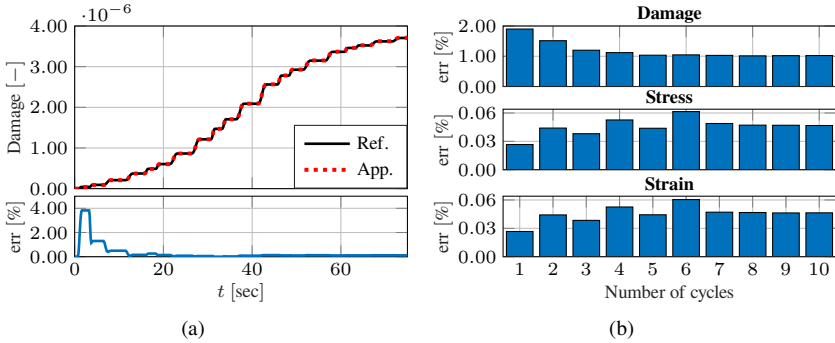 ·10⁻⁶
4.00
3.00
2.00
1.00
0.00
Damage [−]
Ref.
App.
4.00
2.00
0.00
err [%]
0 20 40 60
t [sec]
(a)
Damage
2.00
1.00
0.00
err [%]
Stress
0.06
0.03
0.00
err [%]
Strain
0.06
0.03
0.00
err [%]
1 2 3 4 5 6 7 8 9 10
Number of cycles
(b)